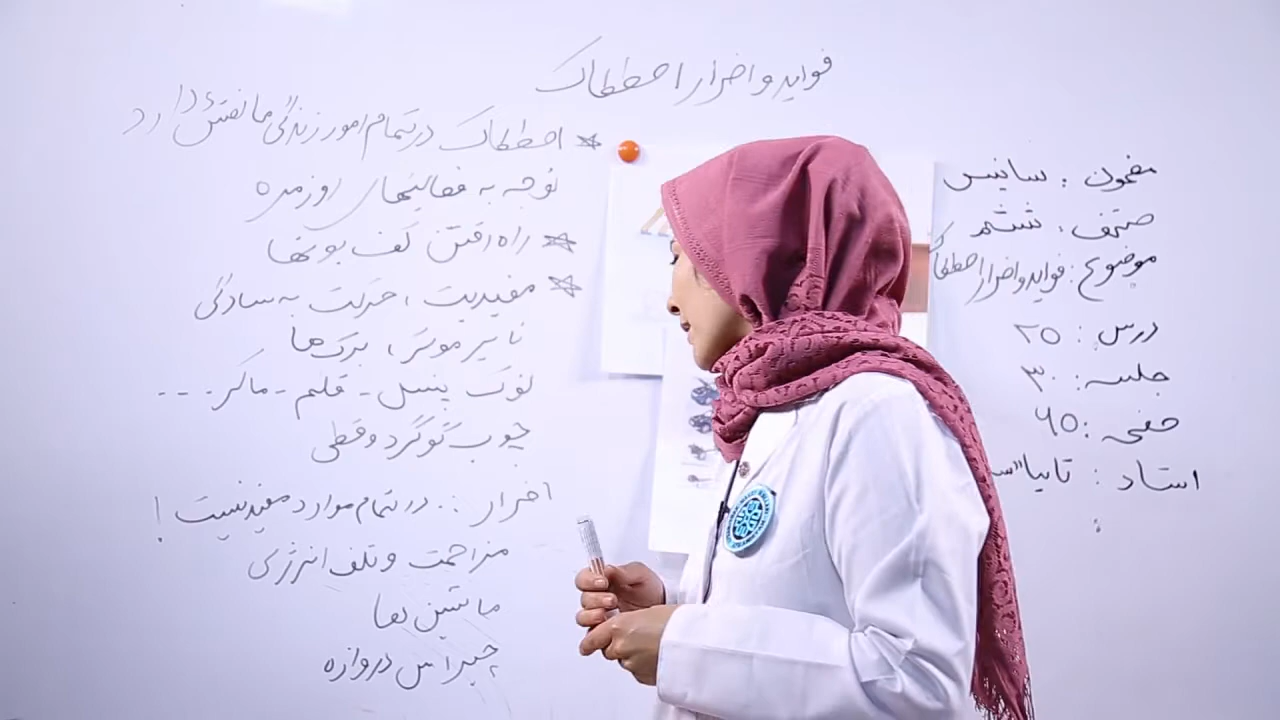 فواید و اضرار اصطکاک
مضمون: ساینس
صنف: ششم
موضوع: فواید و اضرار اصطکاک
درس: ۲۵
جلسه: ۳۰
صفحه: ۶۵
استاد:
اصطکاک در تمام امور زندگی ما نقش دارد
توجه به فعالیتهای روزمره
راه رفتن کف بوتها
مفیدیت، حرکت به سادگی
تایر موتر، برک‌ها
نوک پنسل - قلم - مارکر...
چوب گوگرد و قطی
اضرار: در تمام موارد مفید نیست!
مزاحمت و تلف انرژی
ماشین ها
چپراس دروازه